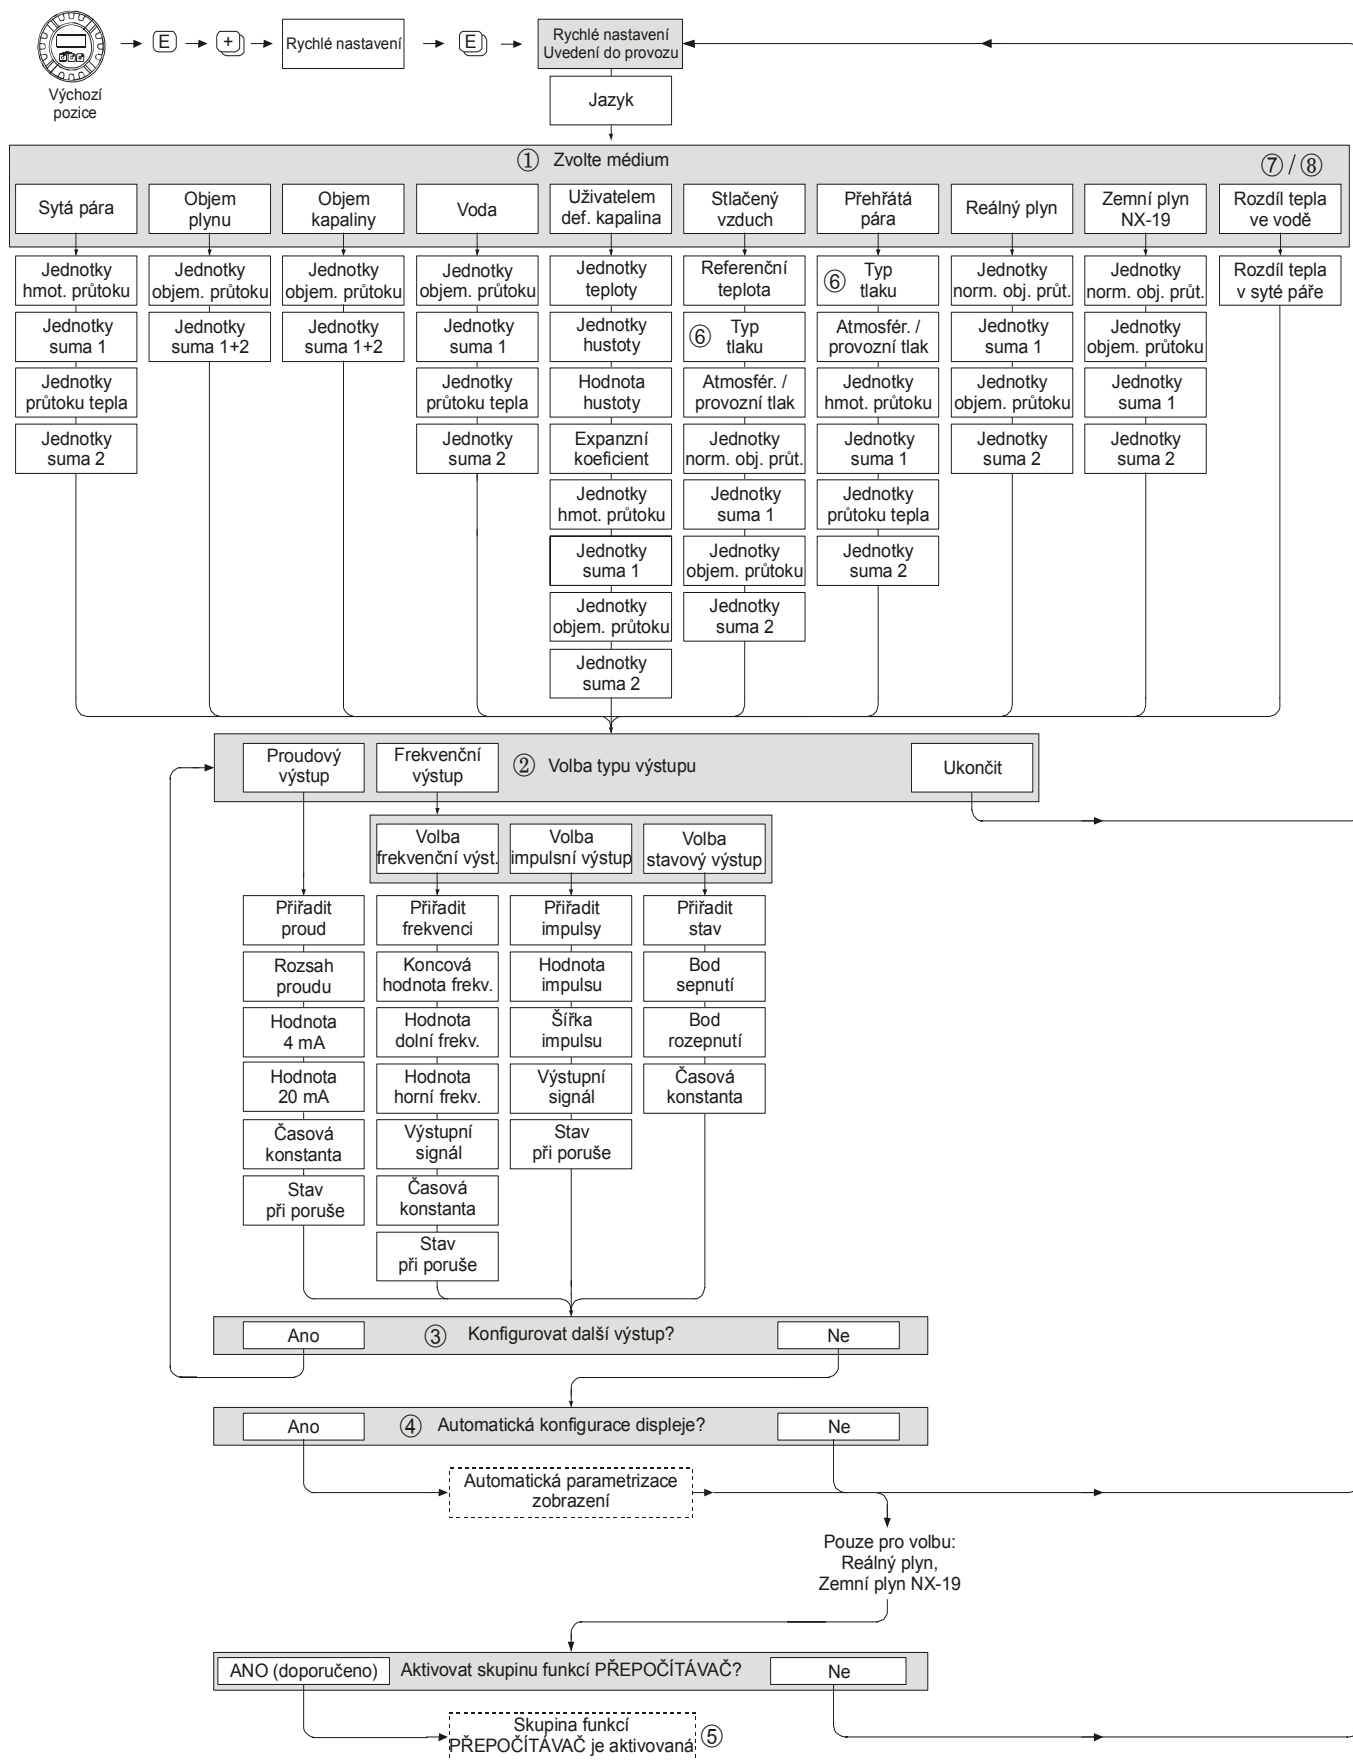 E
+
Rychlé nastavení
E
Rychlé nastavení
Uvedení do provozu
Výchozí
pozice
Jazyk
① Zvolte médium
⑦ / ⑧
Sytá pára
Objem
plynu
Objem
kapaliny
Voda
Uživatelem
def. kapalina
Stlačený
vzduch
Přehřátá
pára
Reálný plyn
Zemní plyn
NX-19
Rozdíl tepla
ve vodě
Jednotky
hmot. průtoku
Jednotky
suma 1
Jednotky
průtoku tepla
Jednotky
suma 2
Jednotky
objem. průtoku
Jednotky
suma 1+2
Jednotky
objem. průtoku
Jednotky
suma 1+2
Jednotky
objem. průtoku
Jednotky
suma 1
Jednotky
průtoku tepla
Jednotky
suma 2
Jednotky
teploty
Jednotky
hustoty
Hodnota
hustoty
Expanzní
koeficient
Jednotky
hmot. průtoku
Jednotky
suma 1
Jednotky
objem. průtoku
Jednotky
suma 2
Referenční
teplota
⑥ Typ
tlaku
Atmosfér. /
provozní tlak
Jednotky
norm. obj. průt.
Jednotky
suma 1
Jednotky
objem. průtoku
Jednotky
suma 2
⑥ Typ
tlaku
Atmosfér. /
provozní tlak
Jednotky
hmot. průtoku
Jednotky
suma 1
Jednotky
průtoku tepla
Jednotky
suma 2
Jednotky
norm. obj. průt.
Jednotky
suma 1
Jednotky
objem. průtoku
Jednotky
suma 2
Jednotky
norm. obj. průt.
Jednotky
objem. průtoku
Jednotky
suma 1
Jednotky
suma 2
Rozdíl tepla
v syté páře
Proudový
výstup
Frekvenční
výstup
② Volba typu výstupu
Ukončit
Volba
frekvenční výst.
Volba
impulsní výstup
Volba
stavový výstup
Přiřadit
proud
Rozsah
proudu
Hodnota
4 mA
Hodnota
20 mA
Časová
konstanta
Stav
při poruše
Přiřadit
frekvenci
Koncová
hodnota frekv.
Hodnota
dolní frekv.
Hodnota
horní frekv.
Výstupní
signál
Časová
konstanta
Stav
při poruše
Přiřadit
impulsy
Hodnota
impulsu
Šířka
impulsu
Výstupní
signál
Stav
při poruše
Přiřadit
stav
Bod
sepnutí
Bod
rozepnutí
Časová
konstanta
Ano
③ Konfigurovat další výstup?
Ne
Ano
④ Automatická konfigurace displeje?
Ne
Automatická parametrizace
zobrazení
Pouze pro volbu:
Reálný plyn,
Zemní plyn NX-19
ANO (doporučeno)
Aktivovat skupinu funkcí PŘEPOČÍTÁVAČ?
Ne
Skupina funkcí
PŘEPOČÍTÁVAČ je aktivovaná ⑤